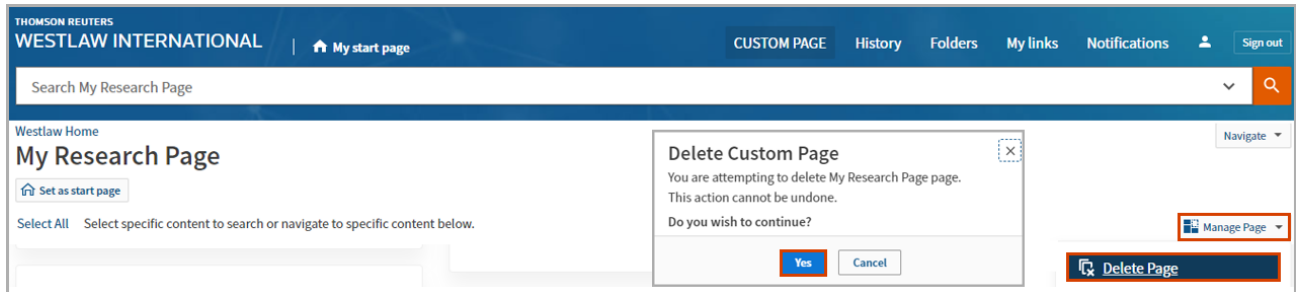 THOMSON REUTERS
WESTLAW INTERNATIONAL | My start page CUSTOM PAGE History Folders My links Notifications Sign out
Search My Research Page
Westlaw Home
Navigate
My Research Page
Set as start page
Select All Select specific content to search or navigate to specific content below.
Delete Custom Page
You are attempting to delete My Research Page page.
This action cannot be undone.
Do you wish to continue?
Yes Cancel
Manage Page
Delete Page